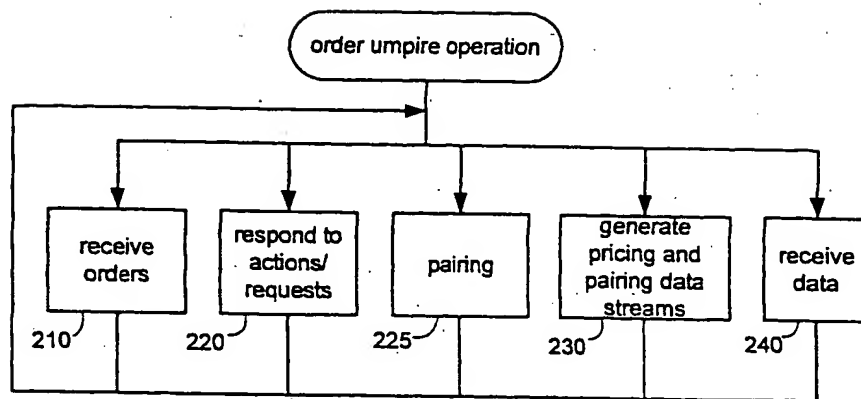 order umpire operation
receive
orders
respond to
actions/
requests
pairing
generate
pricing and
pairing data
streams
receive
data
210
220
225
230
240